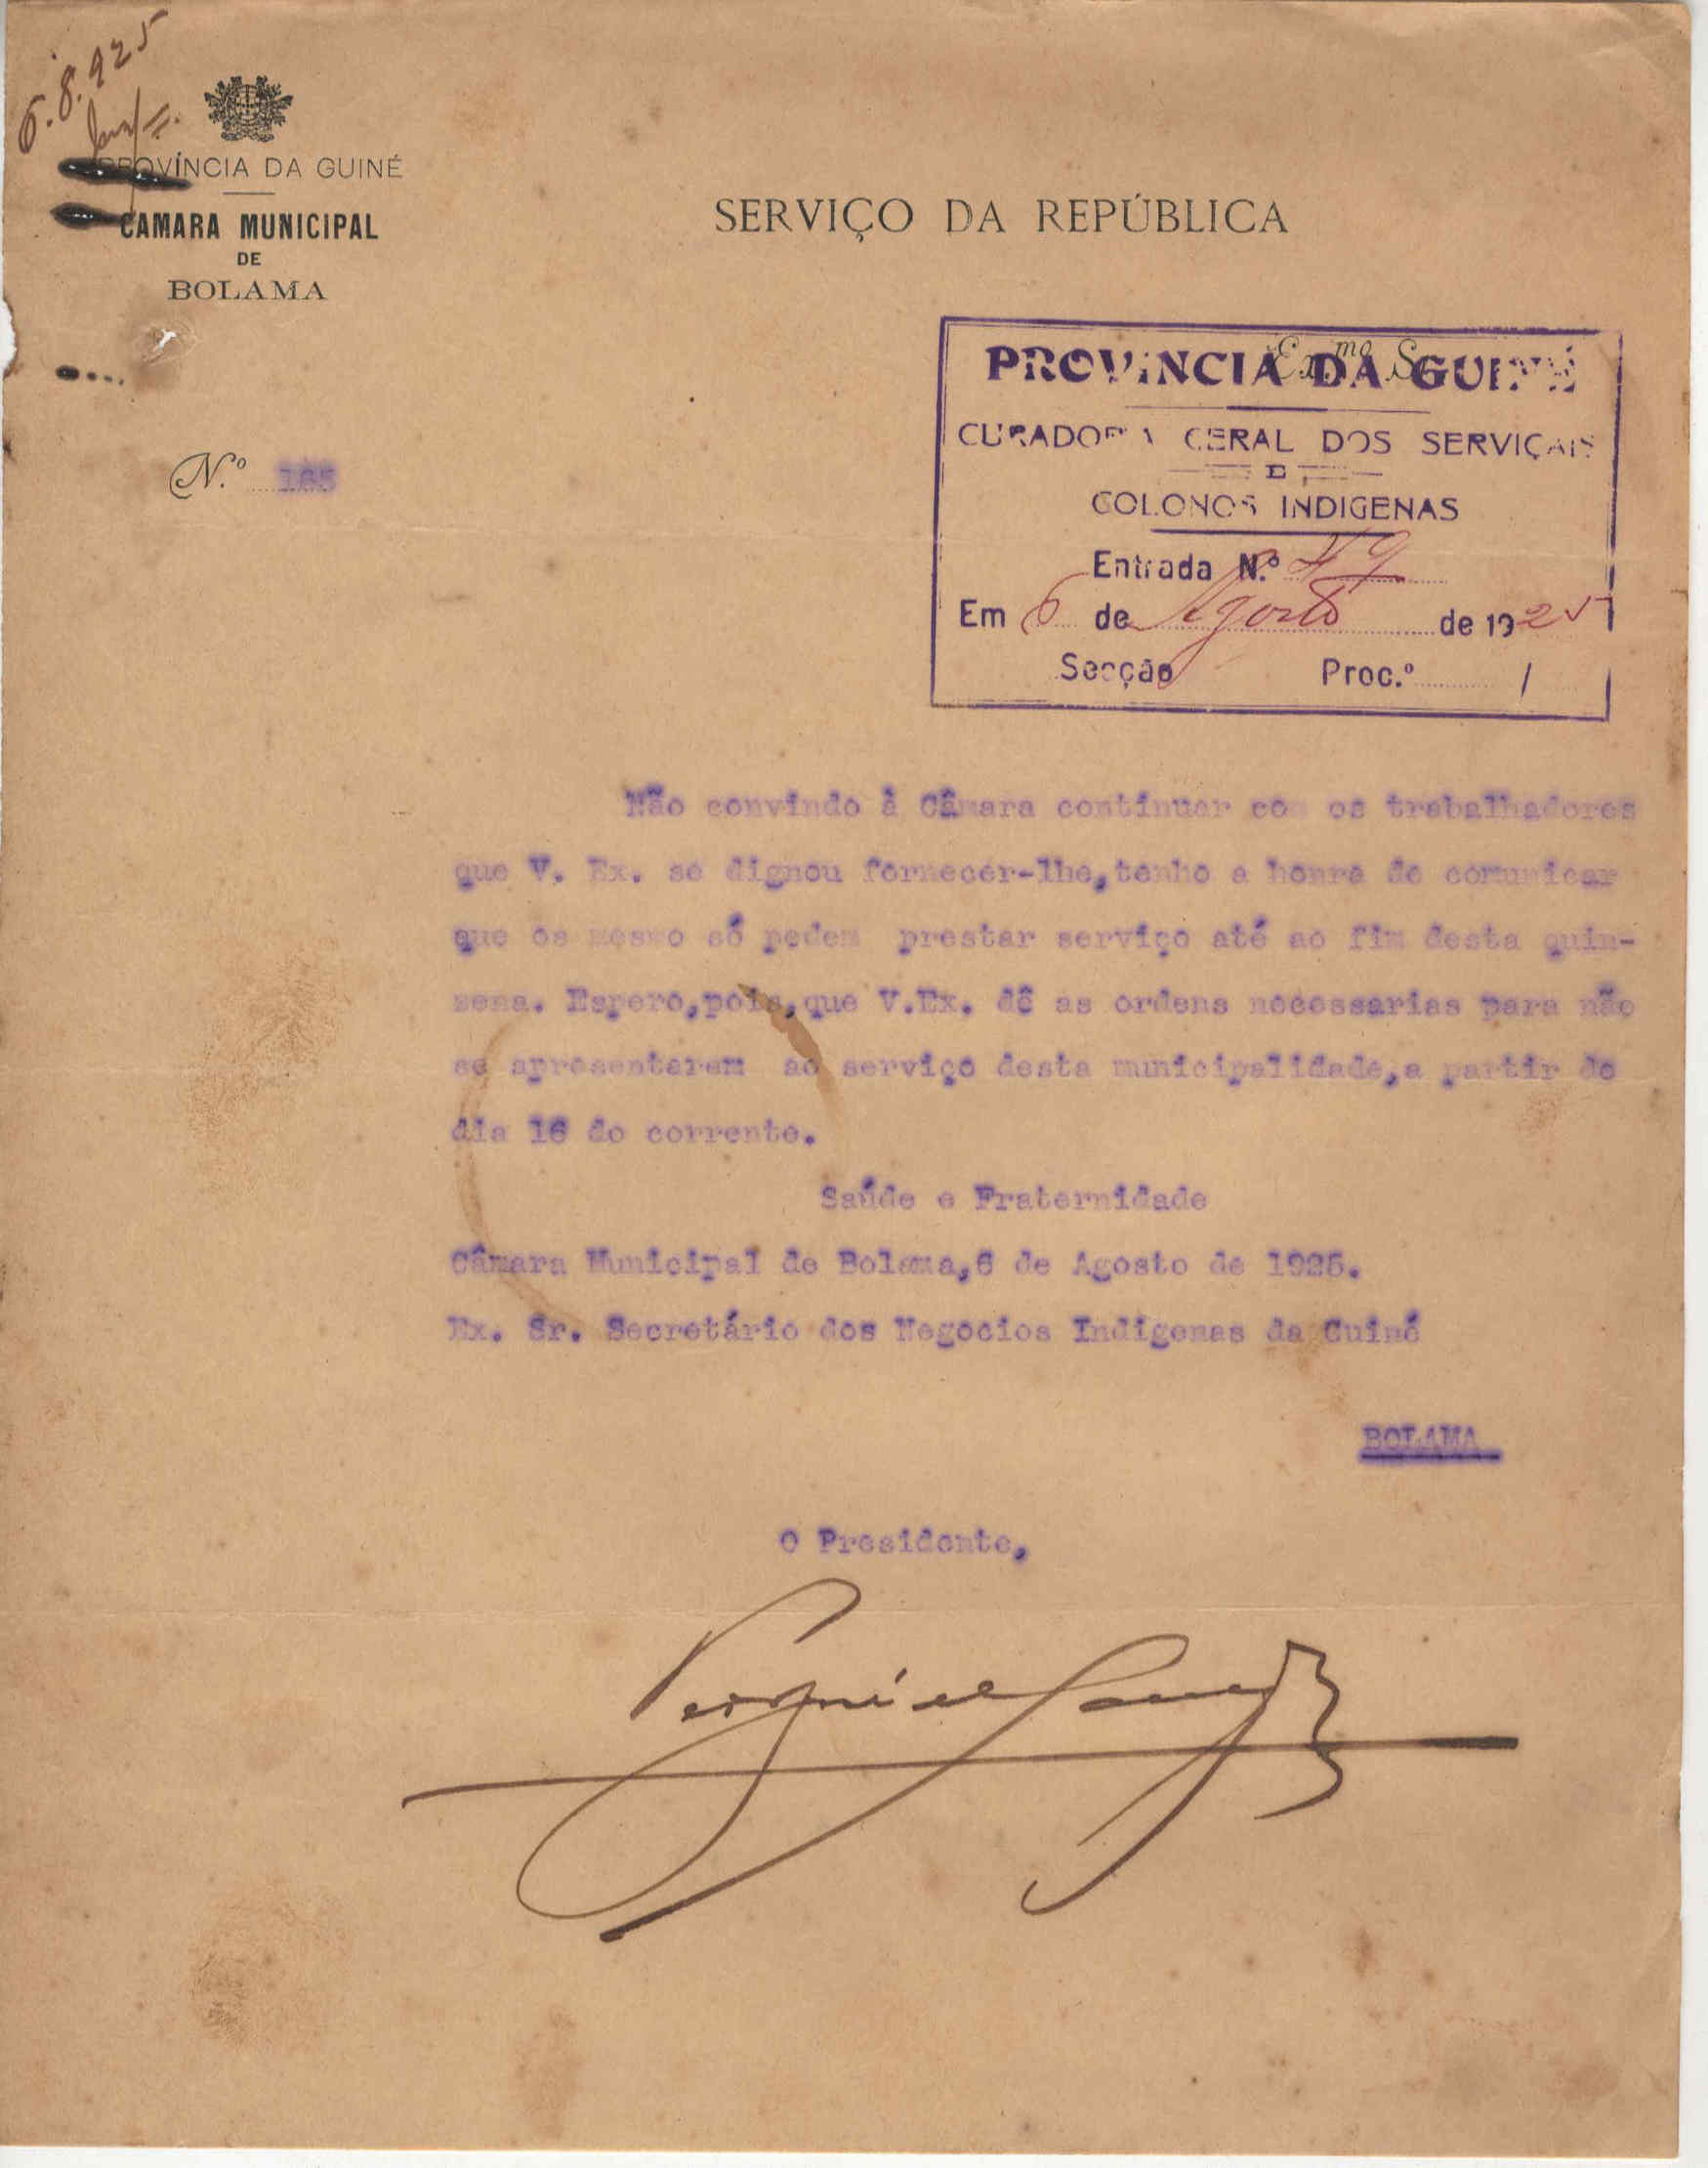 6.8.925
PROVÍNCIA DA GUINÉ
CAMARA MUNICIPAL
DE
BOLAMA
SERVIÇO DA REPÚBLICA
Ex.mo Sr.
PROVINCIA DA GUINÉ
CURADORIA GERAL DOS SERVIÇAIS
E
COLONOS INDIGENAS
Entrada N.º 49
Em 6 de Agosto de 1925
Secção Proc.º 1
N.º 185
Não convindo à Câmara continuar com os trabalhadores
que V. Ex. se dignou fornecer-lhe,tenho a honra de comunicar
que os mesmo só pedem prestar serviço até ao fim desta quin-
zena. Espero,pois,que V.Ex. dê as ordens necessarias para não
se apresentarem ao serviço desta municipalidade,a partir do
dia 16 do corrente.
Saúde e Fraternidade
Câmara Municipal de Bolama,6 de Agosto de 1925.
Ex. Sr. Secretário dos Negocios Indigenas da Guiné
BOLAMA
O Presidente,